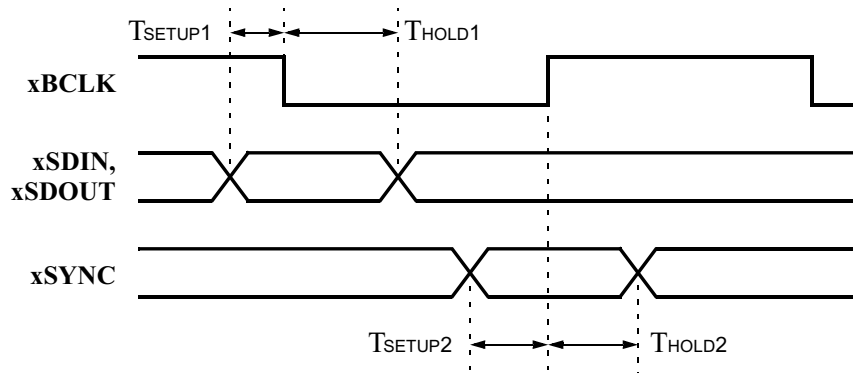 TSETUP1 THOLD1
xBCLK
xSDIN,
xSDOUT
xSYNC
TSETUP2 THOLD2